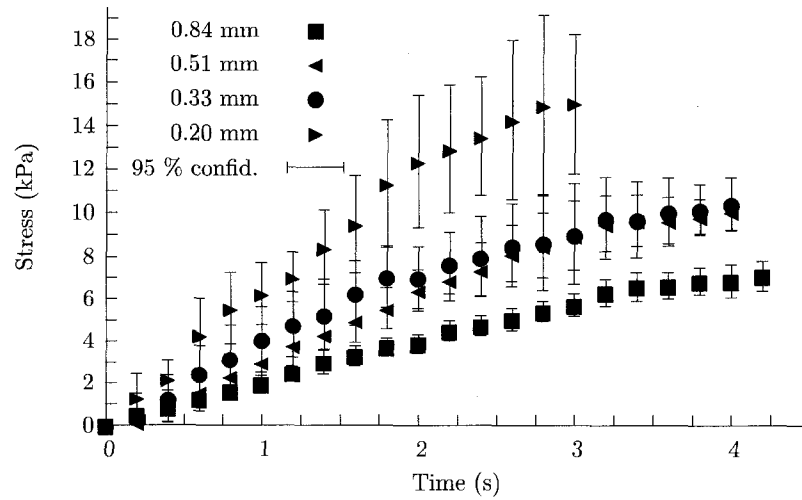 18
16
14
12
10
8
6
4
2
0
Stress (kPa)
0.84 mm
0.51 mm
0.33 mm
0.20 mm
95 % confid.
0 1 2 3 4
Time (s)